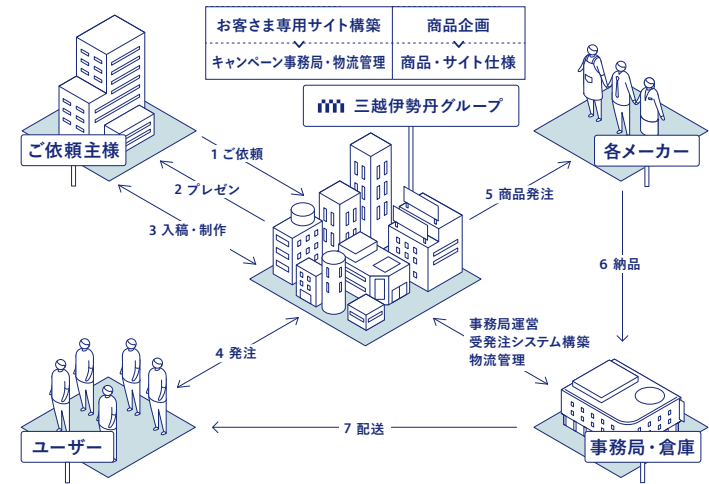 お客さま専用サイト構築
商品企画
キャンペーン事務局・物流管理
商品・サイト仕様
三越伊勢丹グループ
ご依頼主様
各メーカー
1 ご依頼
2 プレゼン
3 入稿・制作
5 商品発注
6 納品
4 発注
事務局運営
受発注システム構築
物流管理
7 配送
ユーザー
事務局・倉庫